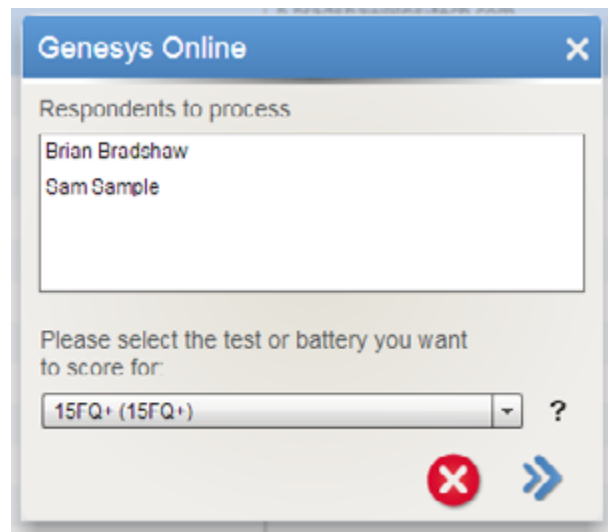 Genesys Online
Respondents to process
Brian Bradshaw
Sam Sample
Please select the test or battery you want
to score for:
15FQ+ (15FQ+)
?